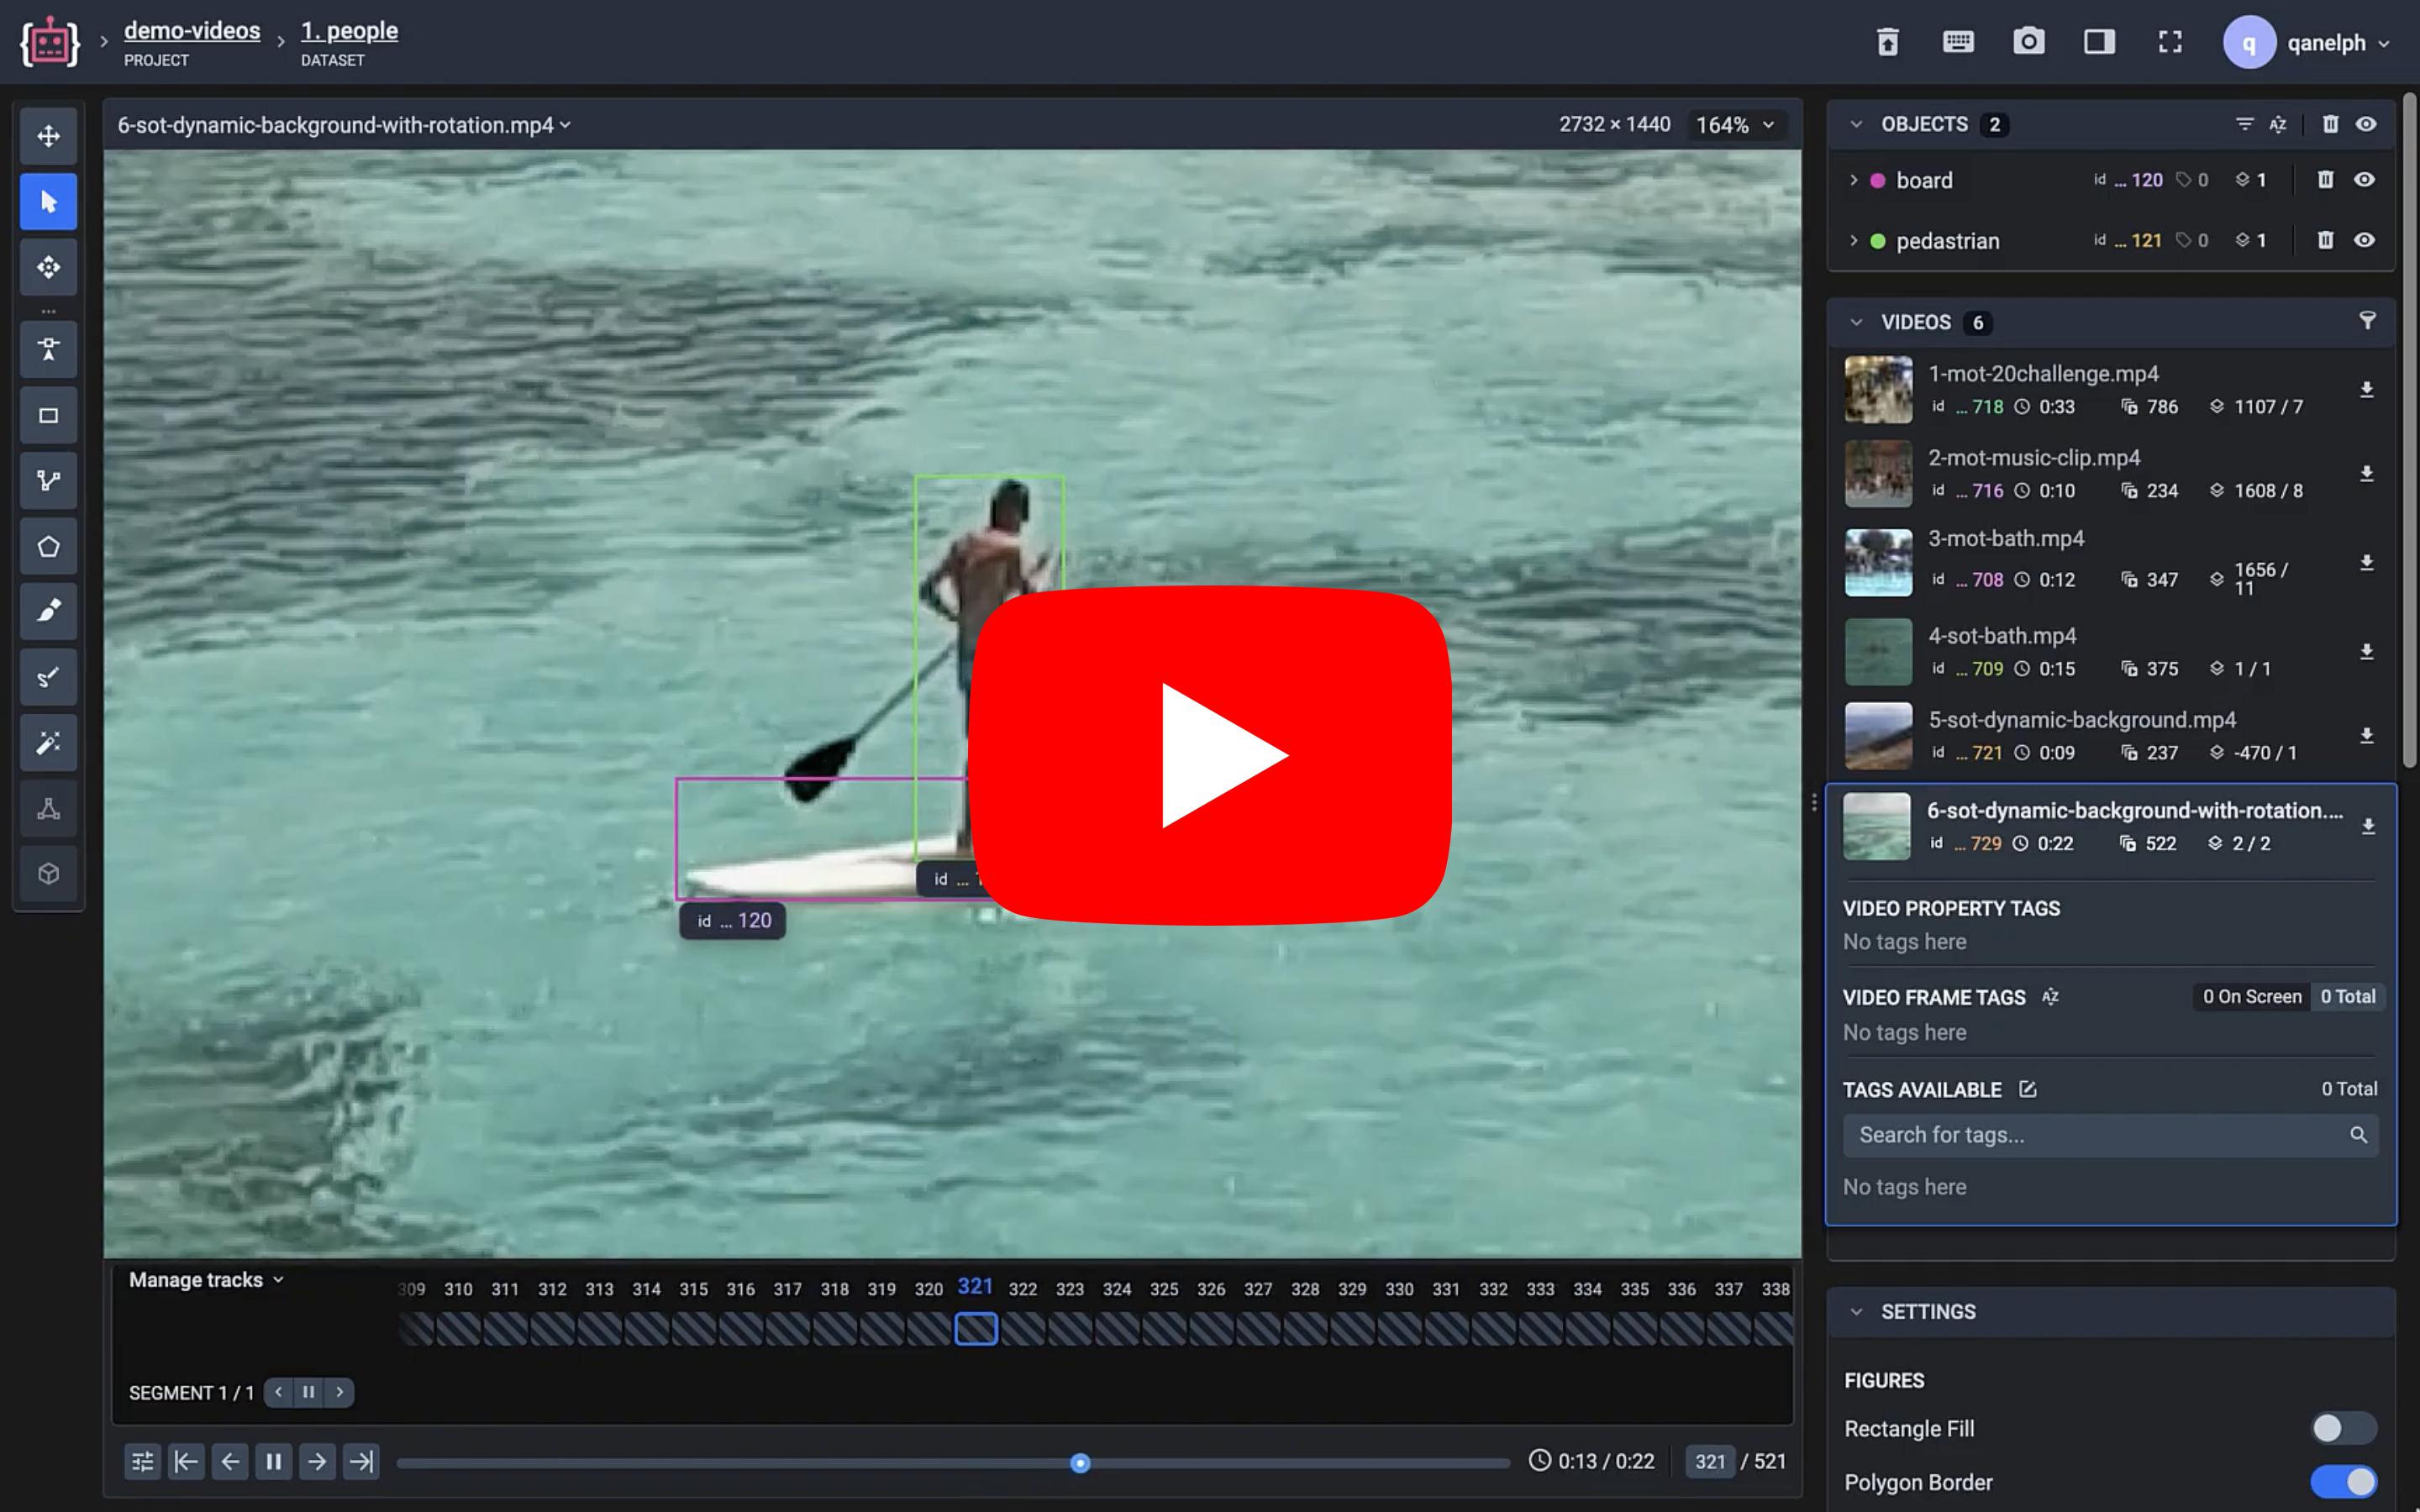 demo-videos
PROJECT
1. people
DATASET
q
qanelph
6-sot-dynamic-background-with-rotation.mp4
2732 × 1440
164%
OBJECTS 2
board
id ... 120
0
1
pedastrian
id ... 121
0
1
VIDEOS 6
1-mot-20challenge.mp4
id ... 718 0:33 786 1107 / 7
2-mot-music-clip.mp4
id ... 716 0:10 234 1608 / 8
3-mot-bath.mp4
id ... 708 0:12 347 1656 / 11
4-sot-bath.mp4
id ... 709 0:15 375 1 / 1
5-sot-dynamic-background.mp4
id ... 721 0:09 237 -470 / 1
6-sot-dynamic-background-with-rotation....
id ... 729 0:22 522 2 / 2
VIDEO PROPERTY TAGS
No tags here
VIDEO FRAME TAGS
0 On Screen 0 Total
No tags here
TAGS AVAILABLE
0 Total
Search for tags...
No tags here
id ...
id ... 120
Manage tracks
309 310 311 312 313 314 315 316 317 318 319 320 321 322 323 324 325 326 327 328 329 330 331 332 333 334 335 336 337 338
SEGMENT 1 / 1
0:13 / 0:22
321 / 521
SETTINGS
FIGURES
Rectangle Fill
Polygon Border